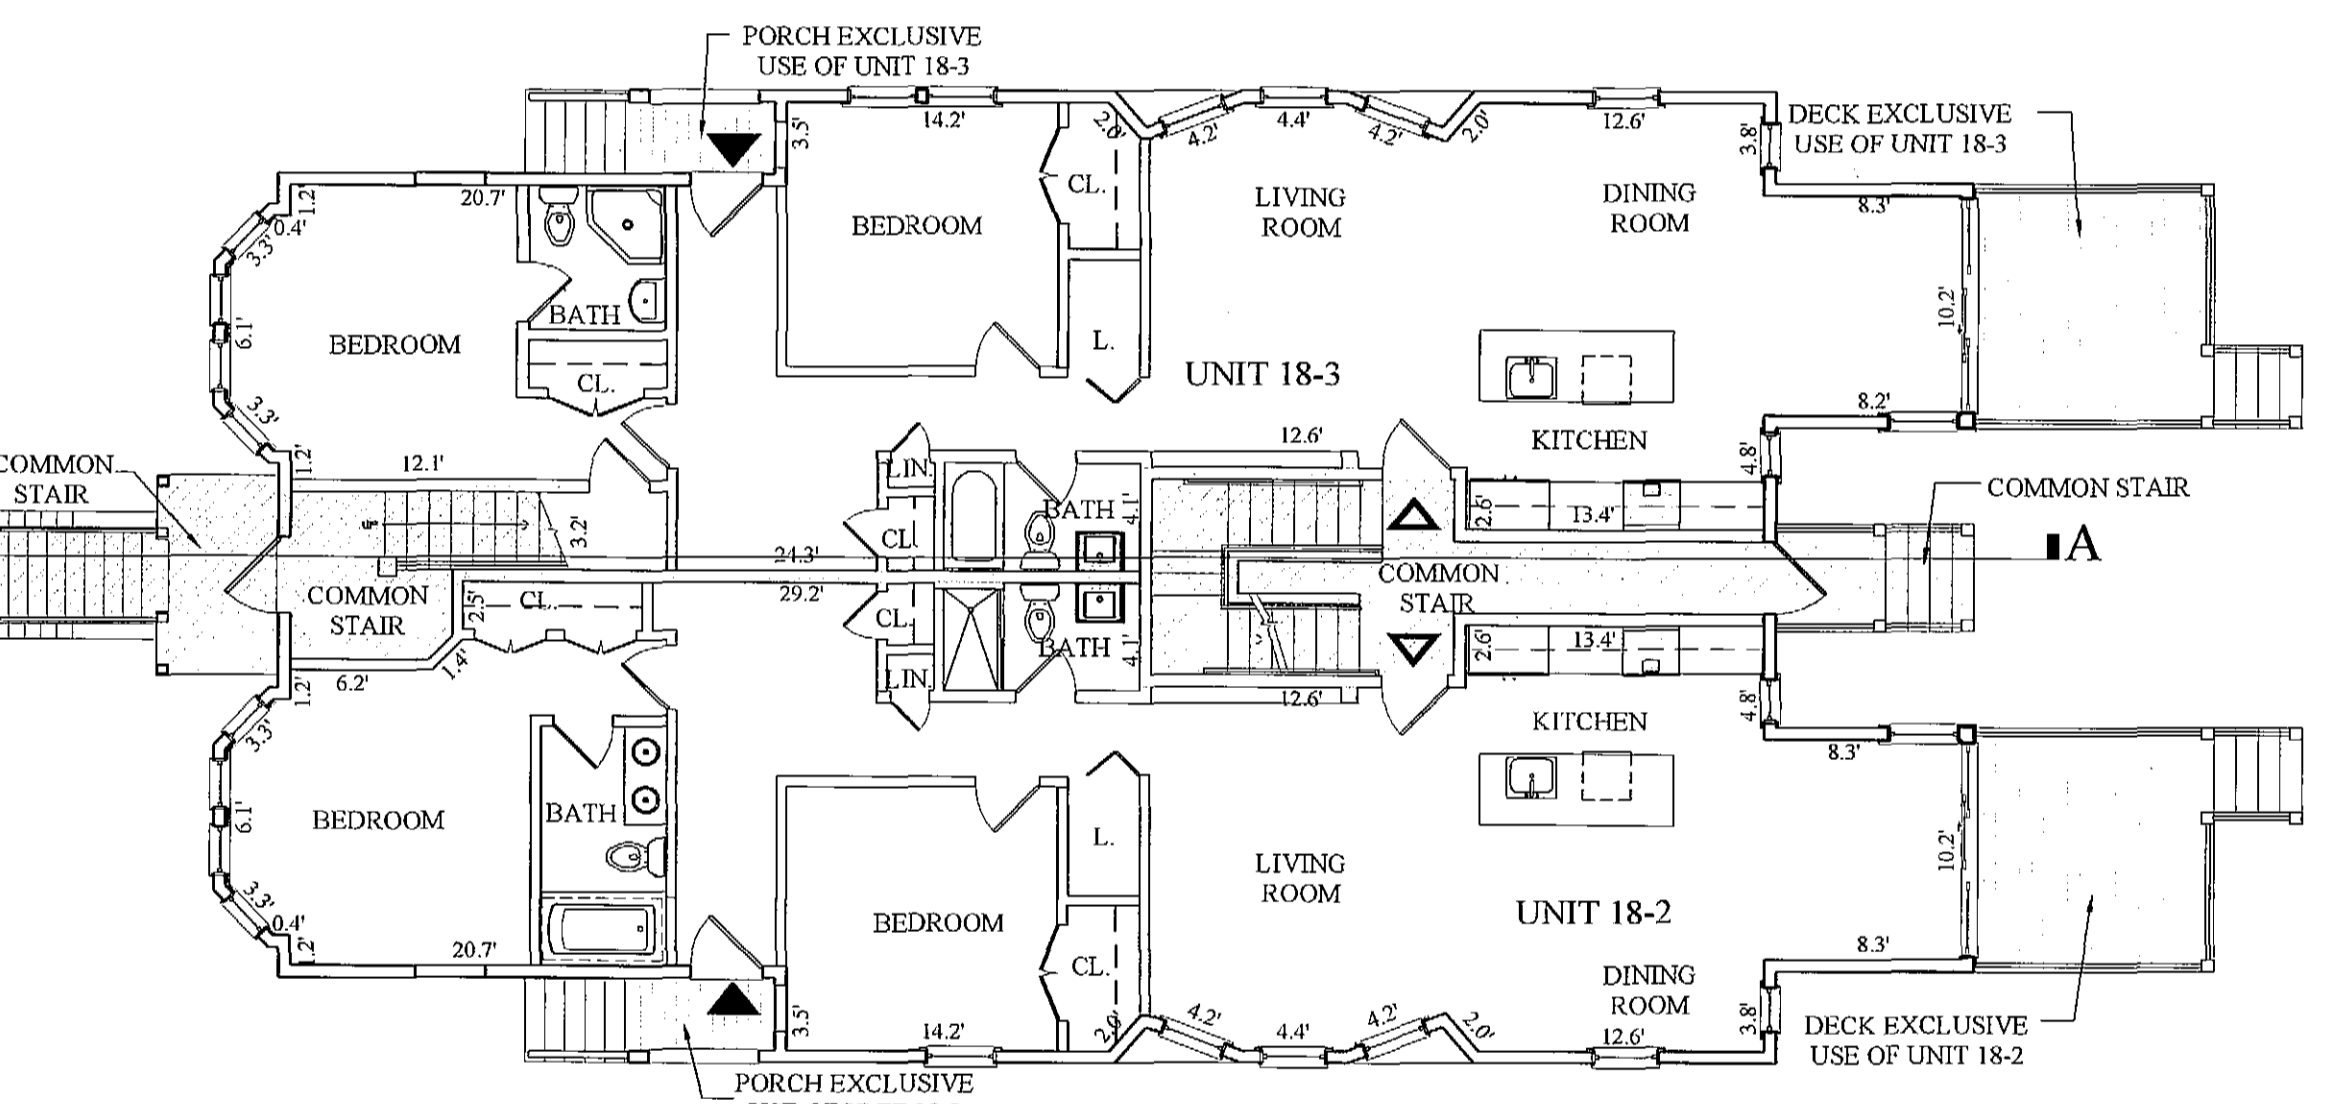 PORCH EXCLUSIVE
USE OF UNIT 18-3
14.2'
3.5'
2.0'
4.2'
4.4'
4.2'
2.0'
12.6'
3.8'
DECK EXCLUSIVE
USE OF UNIT 18-3
20.7'
1.2'
0.4'
3.3'
CL.
BEDROOM
LIVING
ROOM
DINING
ROOM
8.3'
BATH
6.1'
BEDROOM
CL.
L.
UNIT 18-3
10.2'
3.3'
8.2'
12.6'
KITCHEN
COMMON
STAIR
1.2'
12.1'
LIN.
4.8'
COMMON STAIR
BATH
4.1'
2.6'
13.4'
3.2'
CL.
24.3'
A
COMMON
STAIR
29.2'
COMMON
STAIR
2.5'
CL.
CL.
13.4'
2.6'
BATH
4.1'
6.2'
1.4'
1.2'
LIN.
12.6'
4.8'
KITCHEN
3.3'
8.3'
6.1'
BEDROOM
BATH
L.
LIVING
ROOM
10.2'
3.3'
0.4'
1.2'
20.7'
BEDROOM
UNIT 18-2
8.3'
CL.
DINING
ROOM
3.5'
14.2'
2.0'
4.2'
4.4'
4.2'
2.0'
12.6'
3.8'
DECK EXCLUSIVE
USE OF UNIT 18-2
PORCH EXCLUSIVE